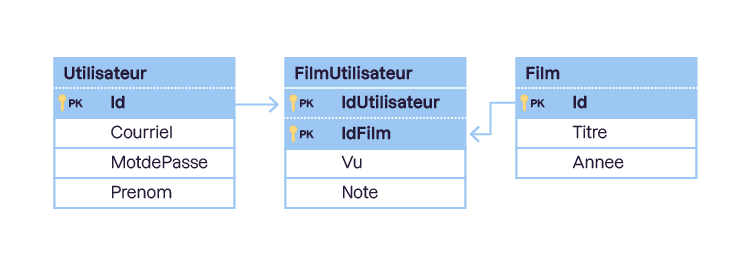 Utilisateur
PK Id
Courriel
MotdePasse
Prenom
FilmUtilisateur
PK IdUtilisateur
PK IdFilm
Vu
Note
Film
PK Id
Titre
Annee